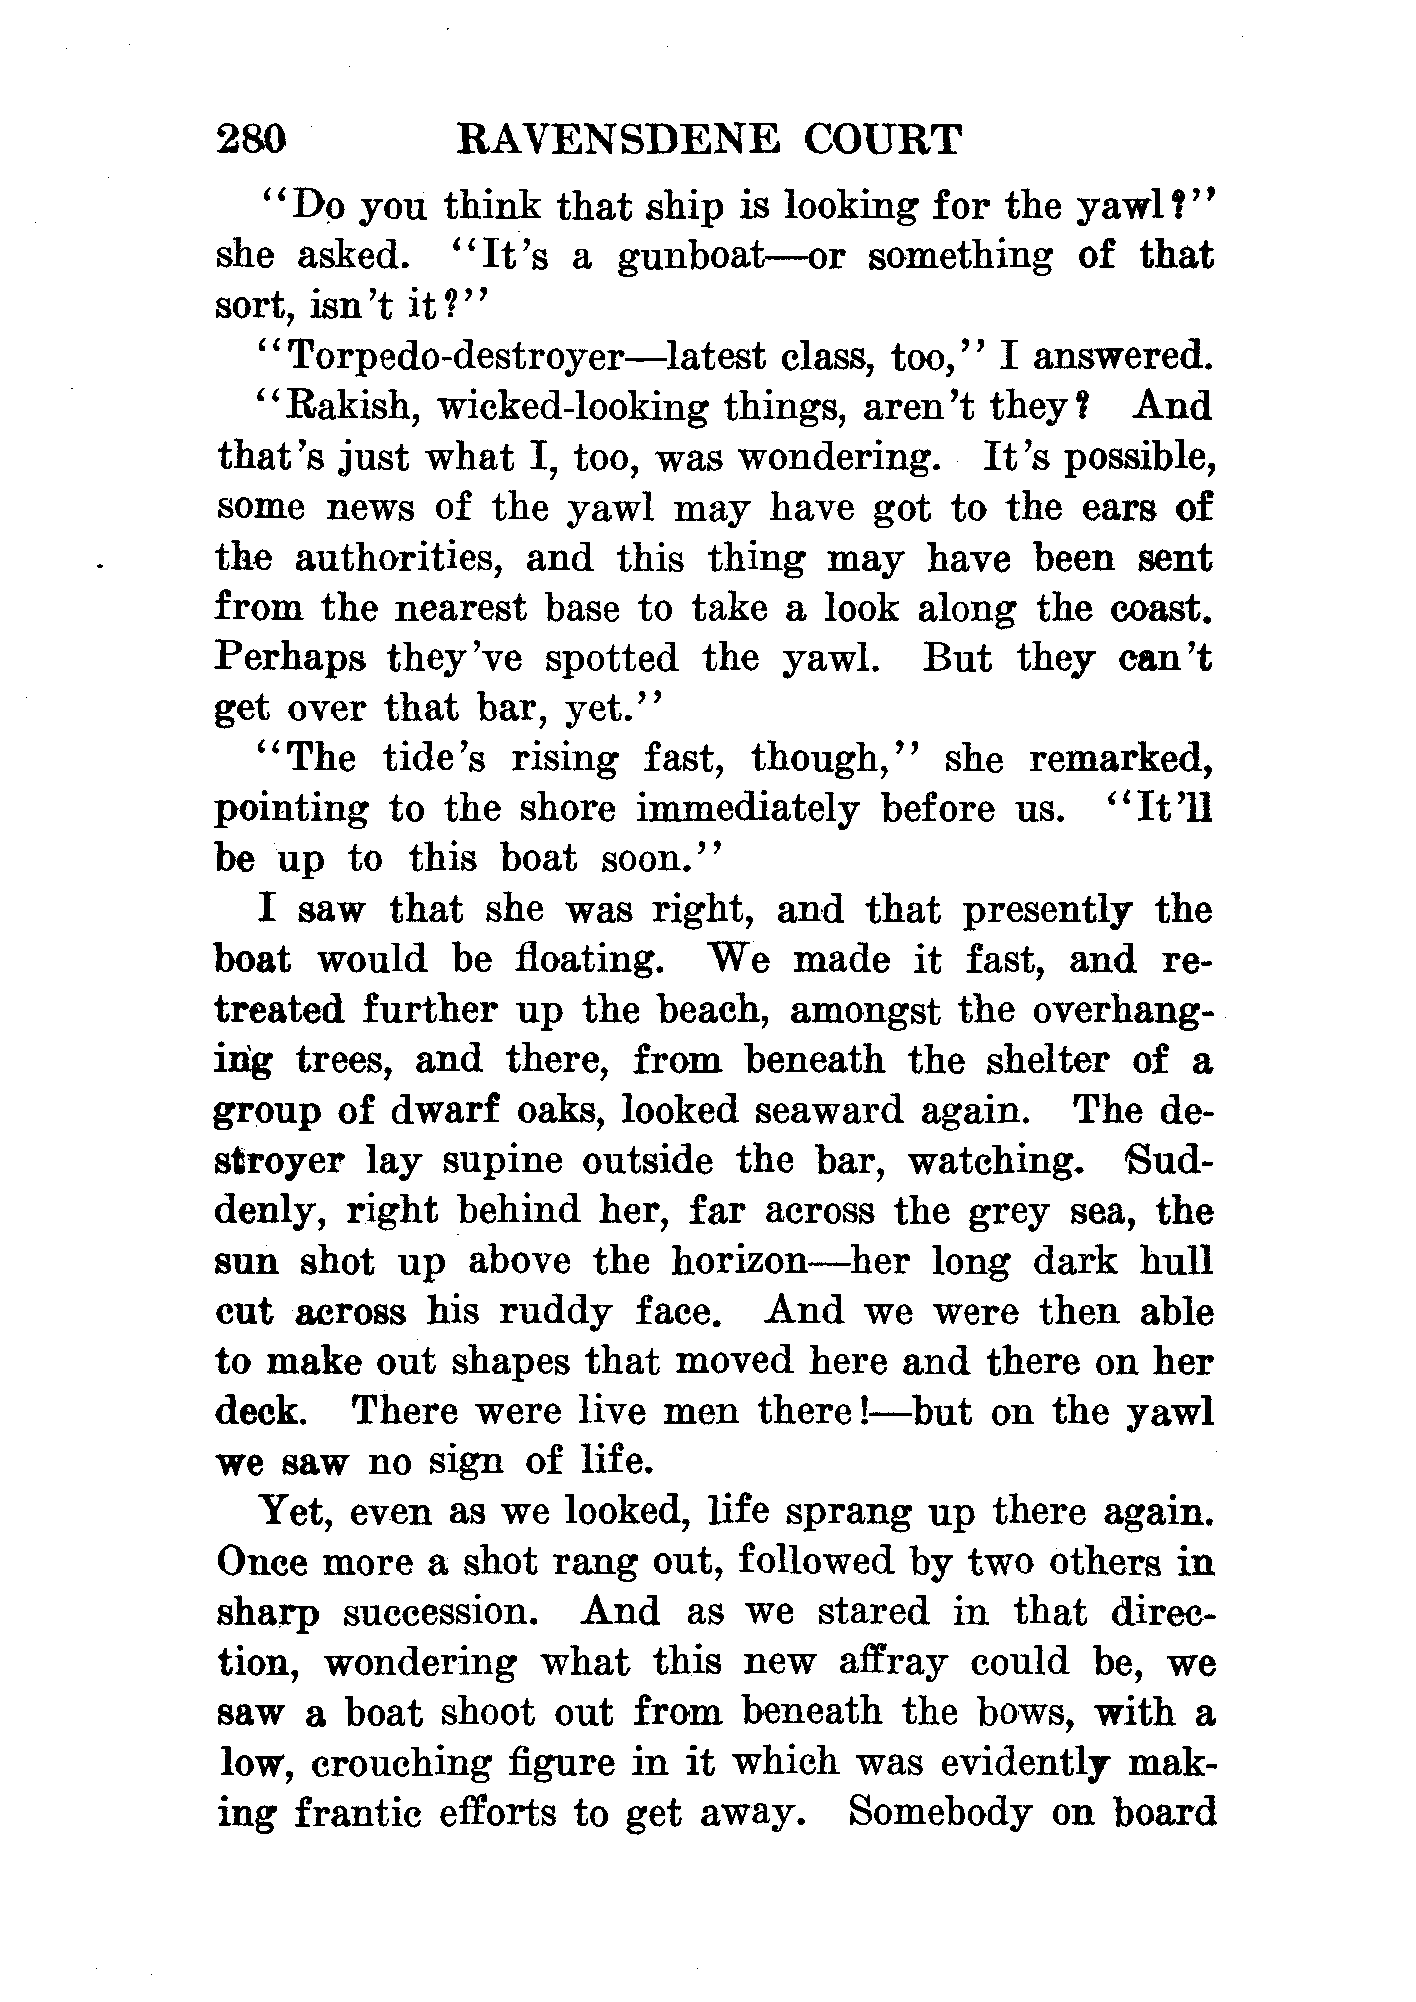 280 RAVENSDENE COURT
"Do you think that ship is looking for the yawl?"
she asked. "It's a gunboat—or something of that
sort, isn't it?"
"Torpedo-destroyer—latest class, too," I answered.
"Rakish, wicked-looking things, aren't they? And
that's just what I, too, was wondering. It's possible,
some news of the yawl may have got to the ears of
the authorities, and this thing may have been sent
from the nearest base to take a look along the coast.
Perhaps they've spotted the yawl. But they can't
get over that bar, yet."
"The tide's rising fast, though," she remarked,
pointing to the shore immediately before us. "It'll
be up to this boat soon."
I saw that she was right, and that presently the
boat would be floating. We made it fast, and re-
treated further up the beach, amongst the overhang-
ing trees, and there, from beneath the shelter of a
group of dwarf oaks, looked seaward again. The de-
stroyer lay supine outside the bar, watching. Sud-
denly, right behind her, far across the grey sea, the
sun shot up above the horizon—her long dark hull
cut across his ruddy face. And we were then able
to make out shapes that moved here and there on her
deck. There were live men there!—but on the yawl
we saw no sign of life.
Yet, even as we looked, life sprang up there again.
Once more a shot rang out, followed by two others in
sharp succession. And as we stared in that direc-
tion, wondering what this new affray could be, we
saw a boat shoot out from beneath the bows, with a
low, crouching figure in it which was evidently mak-
ing frantic efforts to get away. Somebody on board